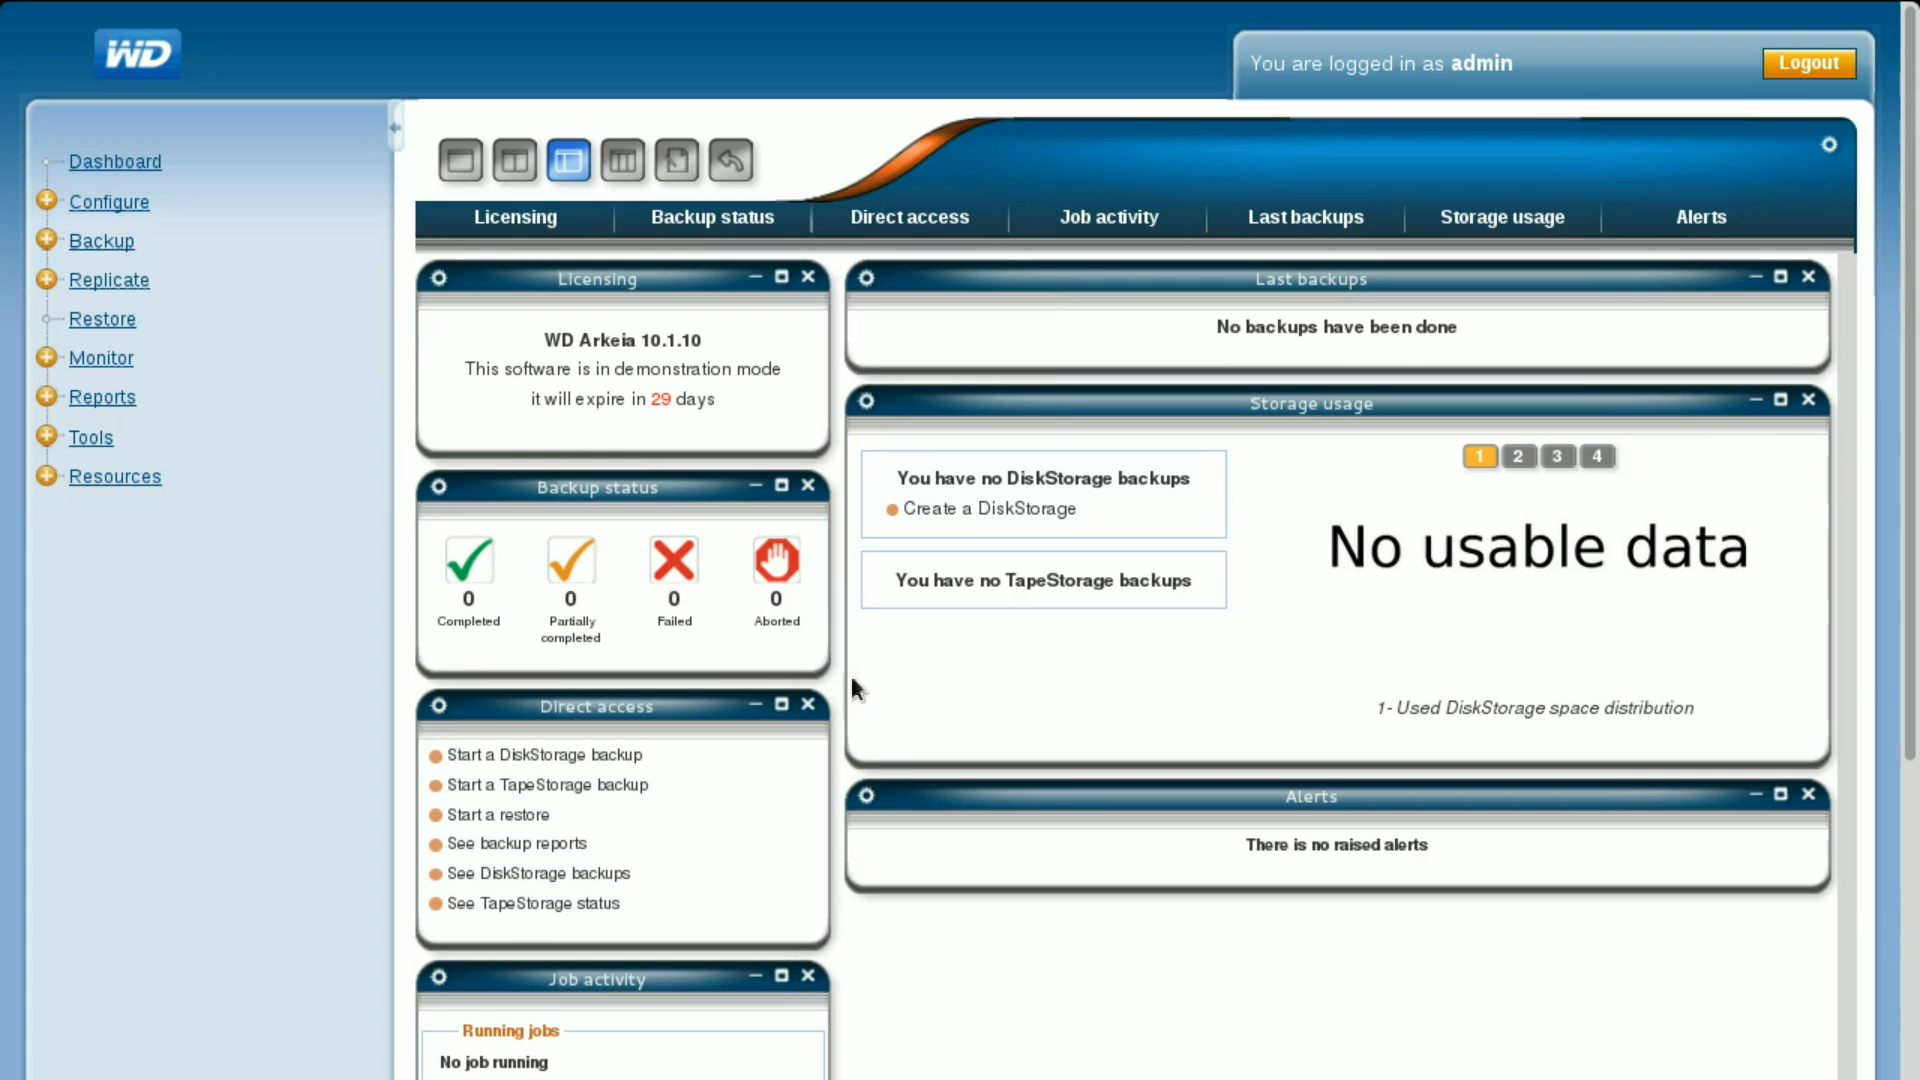 WD
You are logged in as admin
Logout
Dashboard
Configure
Backup
Replicate
Restore
Monitor
Reports
Tools
Resources
Licensing
Backup status
Direct access
Job activity
Last backups
Storage usage
Alerts
Licensing
WD Arkeia 10.1.10
This software is in demonstration mode
it will expire in 29 days
Backup status
0
Completed
0
Partially
completed
0
Failed
0
Aborted
Direct access
Start a DiskStorage backup
Start a TapeStorage backup
Start a restore
See backup reports
See DiskStorage backups
See TapeStorage status
Job activity
Running jobs
No job running
Last backups
No backups have been done
Storage usage
You have no DiskStorage backups
Create a DiskStorage
You have no TapeStorage backups
1 2 3 4
No usable data
1- Used DiskStorage space distribution
Alerts
There is no raised alerts